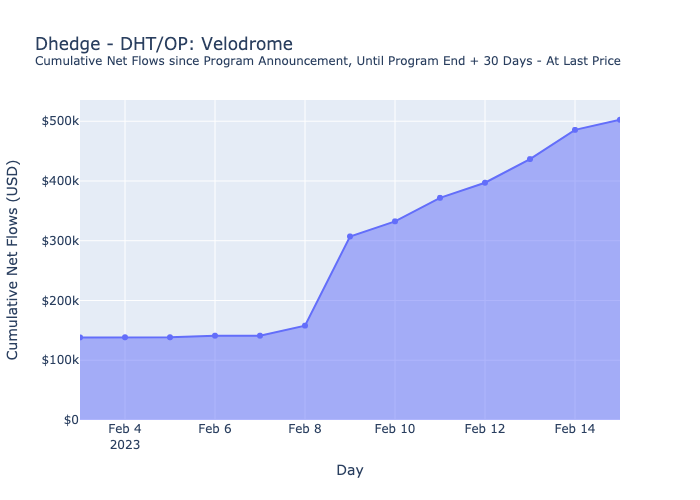 Dhedge - DHT/OP: Velodrome
Cumulative Net Flows since Program Announcement, Until Program End + 30 Days - At Last Price
Cumulative Net Flows (USD)
$500k
$400k
$300k
$200k
$100k
$0
Feb 4
2023
Feb 6
Feb 8
Feb 10
Feb 12
Feb 14
Day